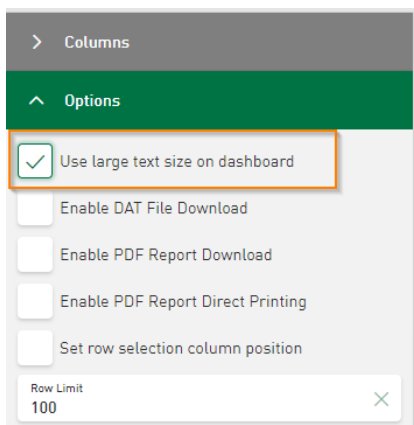 Columns
Options
Use large text size on dashboard
Enable DAT File Download
Enable PDF Report Download
Enable PDF Report Direct Printing
Set row selection column position
Row Limit
100